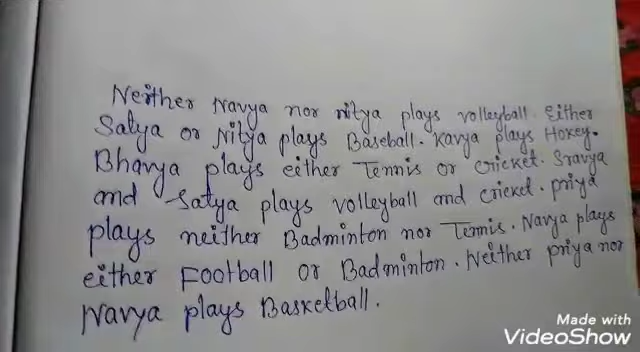 Neither Navya nor nitya plays volleyball. Either
Satya or Nitya plays Baseball. Kavya plays Hokey.
Bhavya plays either Tennis or cricket. Sravya
and Satya plays volleyball and cricket. priya
plays neither Badminton nor Tennis. Navya plays
either Football or Badminton. Neither priya nor
Navya plays Basketball.
Made with
VideoShow